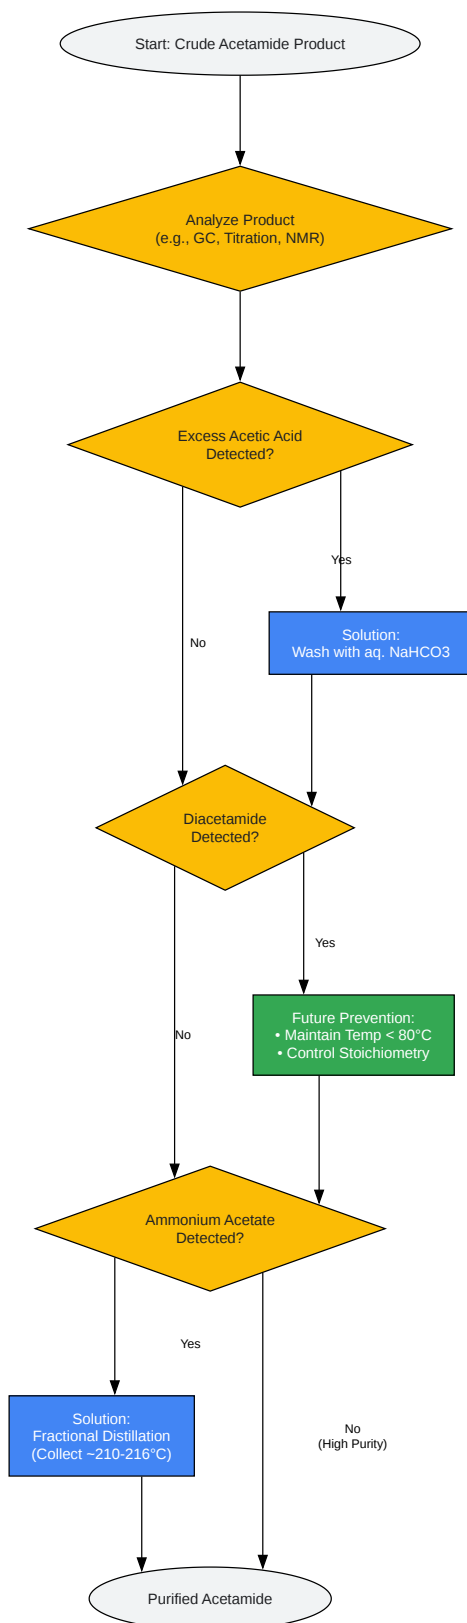 Start: Crude Acetamide Product
Analyze Product
(e.g., GC, Titration, NMR)
Excess Acetic Acid
Detected?
Yes
No
Solution:
Wash with aq. NaHCO3
Diacetamide
Detected?
Yes
No
Future Prevention:
• Maintain Temp < 80°C
• Control Stoichiometry
Ammonium Acetate
Detected?
Yes
No
(High Purity)
Solution:
Fractional Distillation
(Collect ~210-216°C)
Purified Acetamide